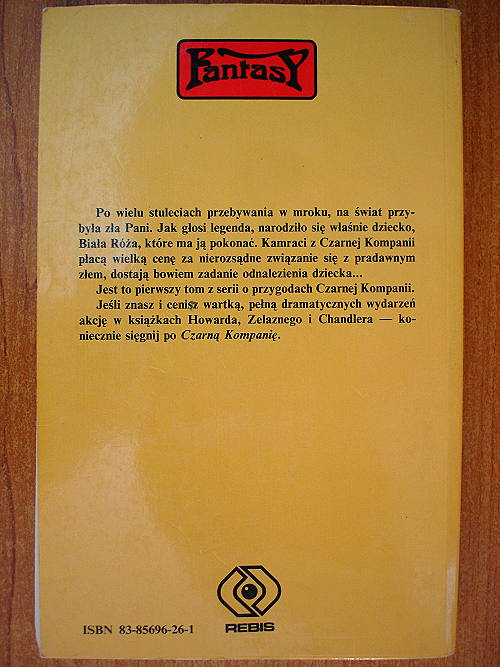 Fantasy
Po wielu stuleciach przebywania w mroku, na świat przy-
była zła Pani. Jak głosi legenda, narodziło się właśnie dziecko,
Biała Róża, które ma ją pokonać. Kamraci z Czarnej Kompanii
płacą wielką cenę za nierozsądne związanie się z pradawnym
złem, dostają bowiem zadanie odnalezienia dziecka...
Jest to pierwszy tom z serii o przygodach Czarnej Kompanii.
Jeśli znasz i cenisz wartką, pełną dramatycznych wydarzeń
akcję w książkach Howarda, Zelaznego i Chandlera — ko-
niecznie sięgnij po Czarną Kompanię.
ISBN 83-85696-26-1
REBIS